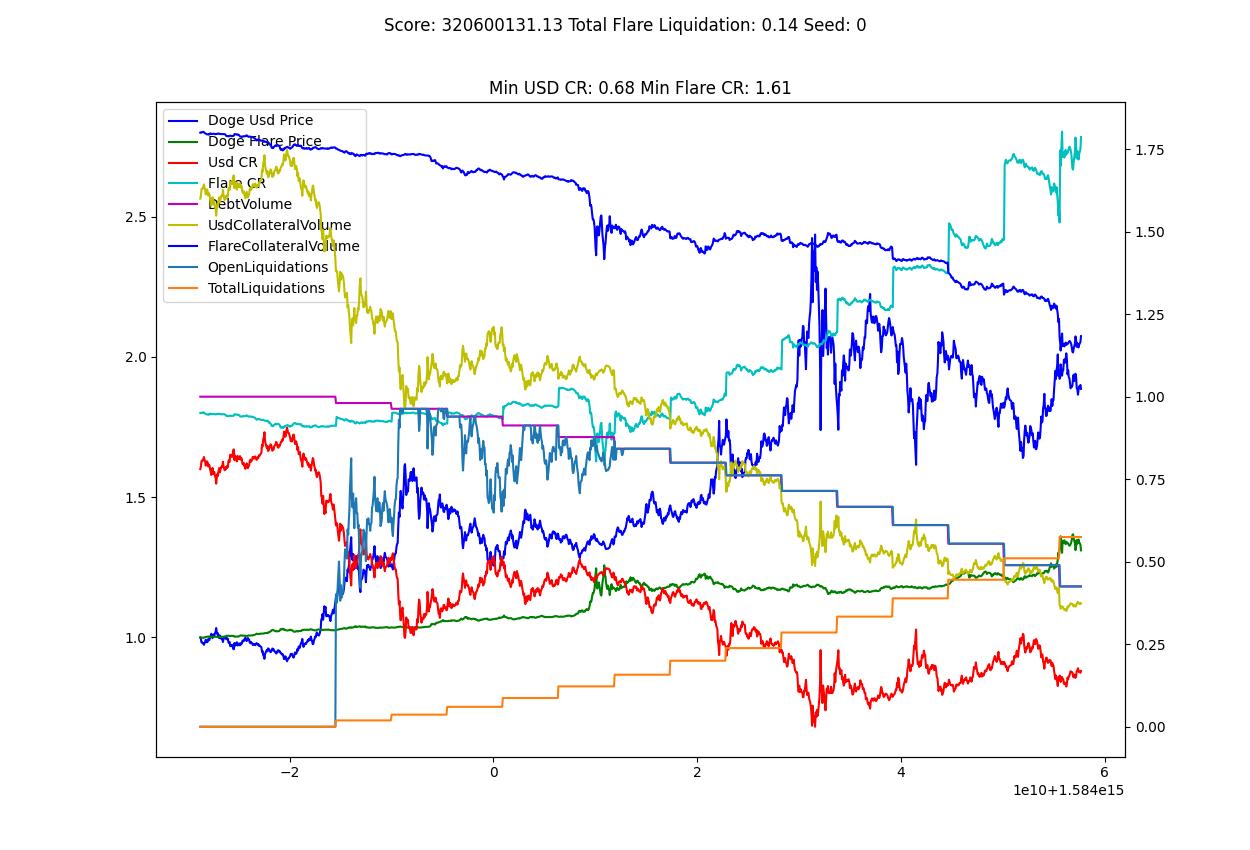 Score: 320600131.13 Total Flare Liquidation: 0.14 Seed: 0
Min USD CR: 0.68 Min Flare CR: 1.61
Doge Usd Price
Doge Flare Price
Usd CR
Flare CR
DebtVolume
UsdCollateralVolume
FlareCollateralVolume
OpenLiquidations
TotalLiquidations
2.5
2.0
1.5
1.0
1.75
1.50
1.25
1.00
0.75
0.50
0.25
0.00
−2
0
2
4
6
1e10+1.584e15